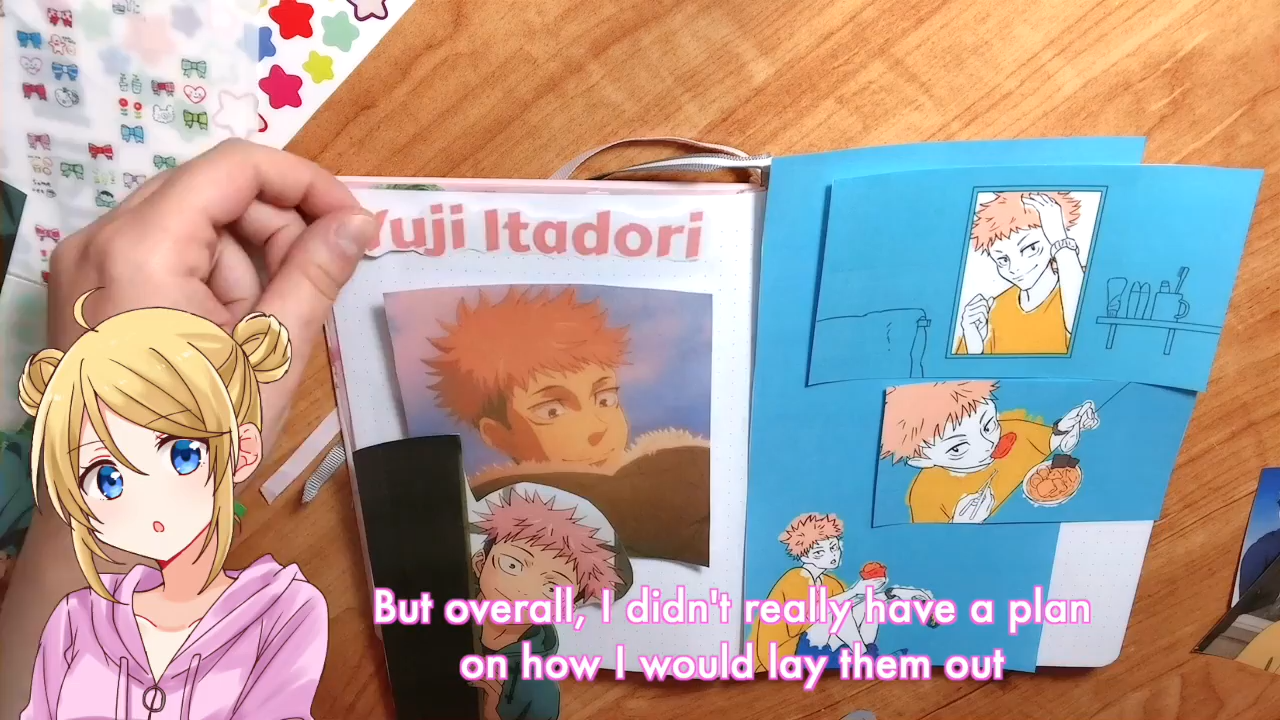 Yuji Itadori
But overall, I didn't really have a plan
on how I would lay them out